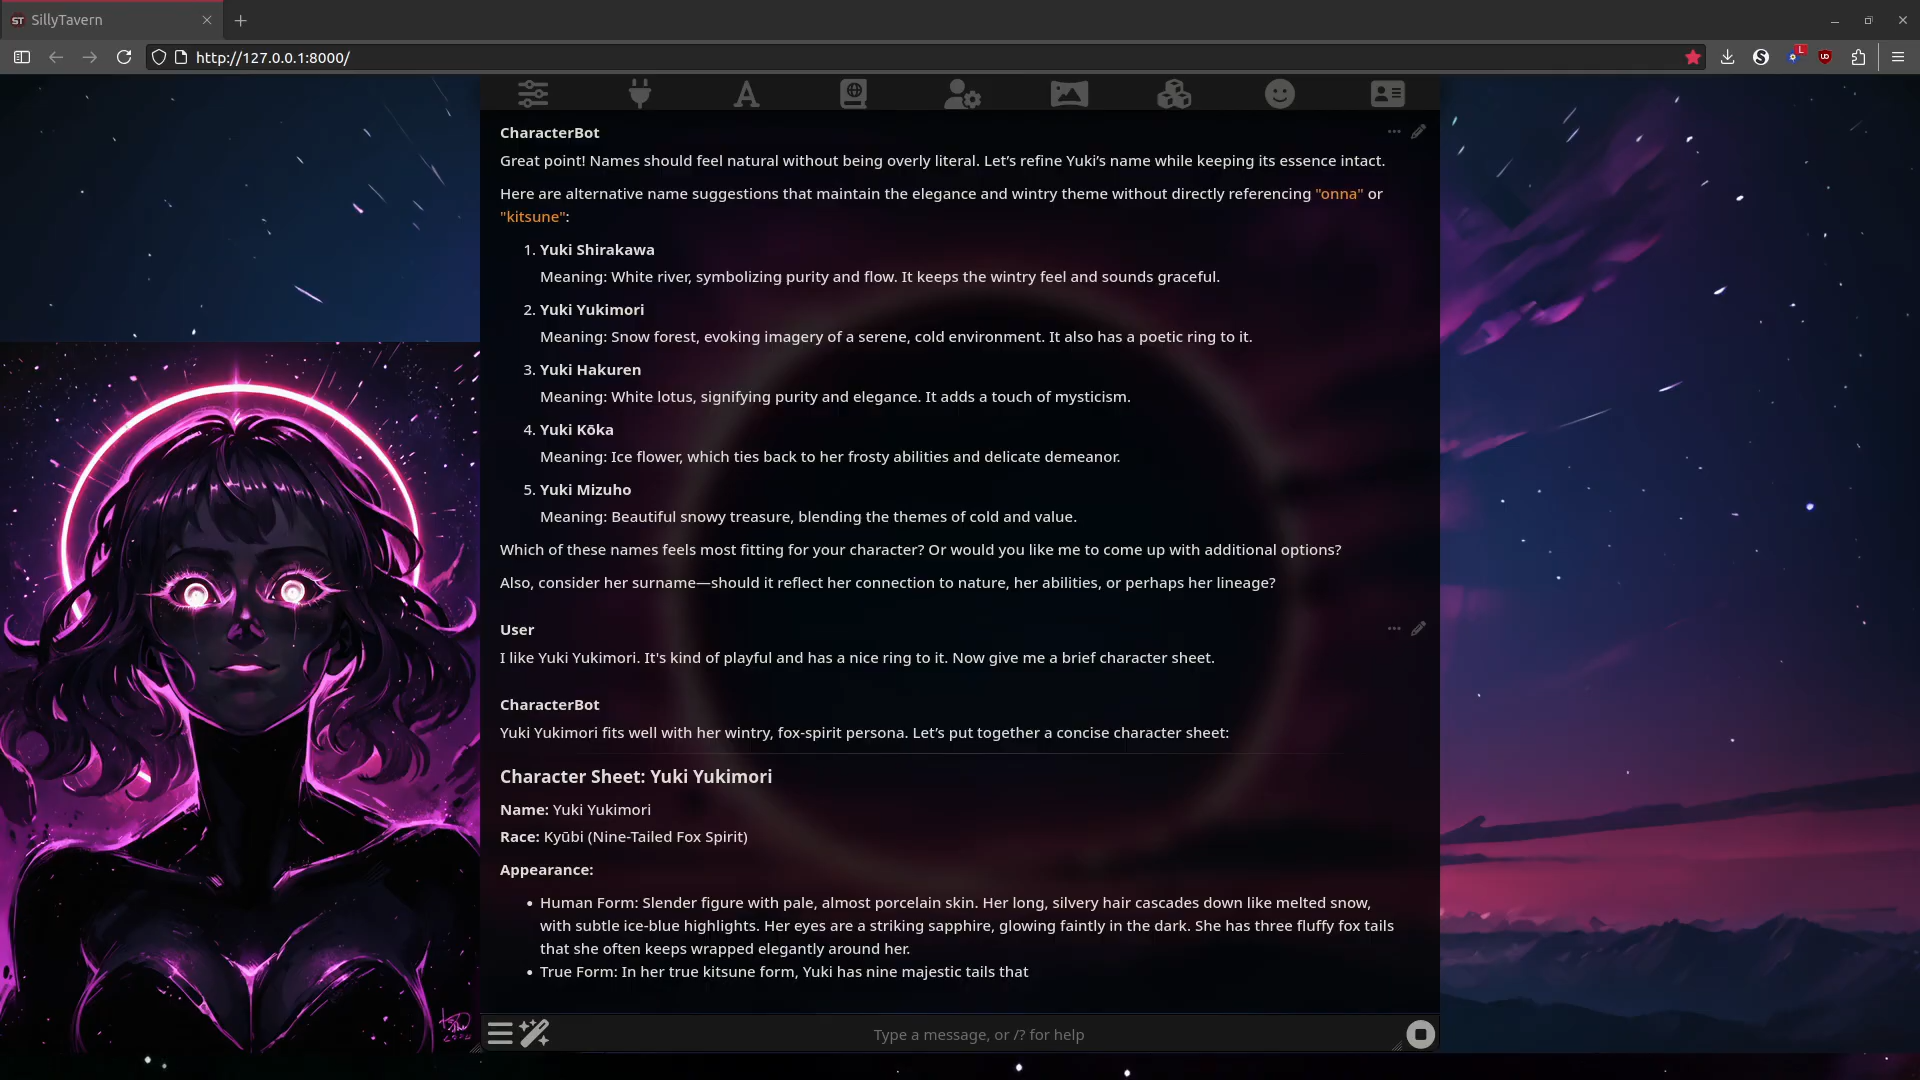 SillyTavern
http://127.0.0.1:8000/
CharacterBot
Great point! Names should feel natural without being overly literal. Let’s refine Yuki’s name while keeping its essence intact.
Here are alternative name suggestions that maintain the elegance and wintry theme without directly referencing "onna" or
"kitsune":
1. Yuki Shirakawa
Meaning: White river, symbolizing purity and flow. It keeps the wintry feel and sounds graceful.
2. Yuki Yukimori
Meaning: Snow forest, evoking imagery of a serene, cold environment. It also has a poetic ring to it.
3. Yuki Hakuren
Meaning: White lotus, signifying purity and elegance. It adds a touch of mysticism.
4. Yuki Kōka
Meaning: Ice flower, which ties back to her frosty abilities and delicate demeanor.
5. Yuki Mizuho
Meaning: Beautiful snowy treasure, blending the themes of cold and value.
Which of these names feels most fitting for your character? Or would you like me to come up with additional options?
Also, consider her surname—should it reflect her connection to nature, her abilities, or perhaps her lineage?
User
I like Yuki Yukimori. It's kind of playful and has a nice ring to it. Now give me a brief character sheet.
CharacterBot
Yuki Yukimori fits well with her wintry, fox-spirit persona. Let’s put together a concise character sheet:
Character Sheet: Yuki Yukimori
Name: Yuki Yukimori
Race: Kyūbi (Nine-Tailed Fox Spirit)
Appearance:
• Human Form: Slender figure with pale, almost porcelain skin. Her long, silvery hair cascades down like melted snow,
with subtle ice-blue highlights. Her eyes are a striking sapphire, glowing faintly in the dark. She has three fluffy fox tails
that she often keeps wrapped elegantly around her.
• True Form: In her true kitsune form, Yuki has nine majestic tails that
Type a message, or /? for help